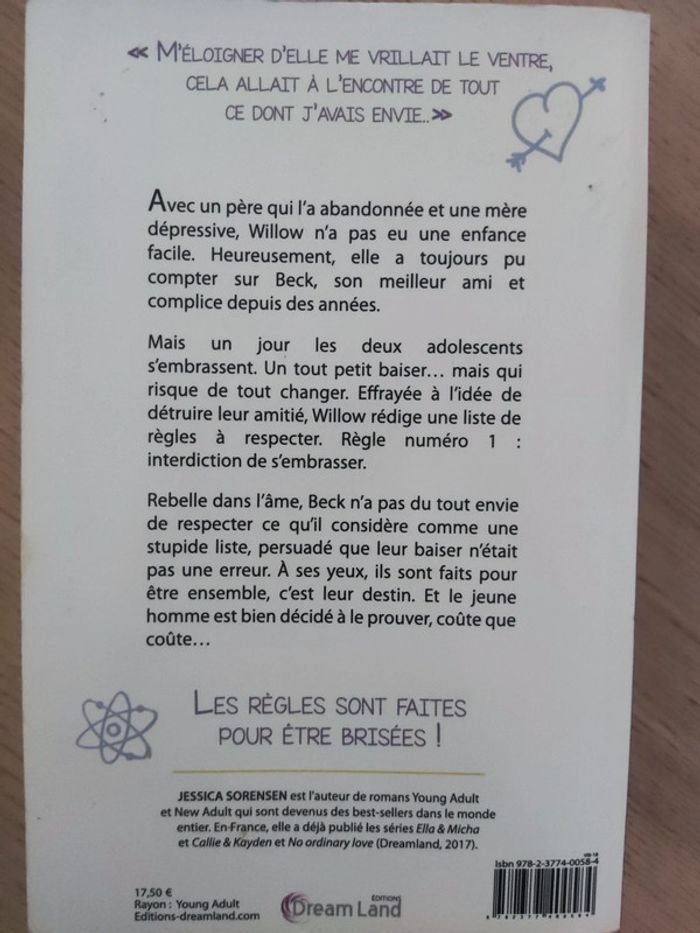 « M'ÉLOIGNER D'ELLE ME VRILLAIT LE VENTRE,
CELA ALLAIT À L'ENCONTRE DE TOUT
CE DONT J'AVAIS ENVIE.. »
Avec un père qui l'a abandonnée et une mère
dépressive, Willow n'a pas eu une enfance
facile. Heureusement, elle a toujours pu
compter sur Beck, son meilleur ami et
complice depuis des années.
Mais un jour les deux adolescents
s'embrassent. Un tout petit baiser... mais qui
risque de tout changer. Effrayée à l'idée de
détruire leur amitié, Willow rédige une liste de
règles à respecter. Règle numéro 1 :
interdiction de s'embrasser.
Rebelle dans l'âme, Beck n'a pas du tout envie
de respecter ce qu'il considère comme une
stupide liste, persuadé que leur baiser n'était
pas une erreur. À ses yeux, ils sont faits pour
être ensemble, c'est leur destin. Et le jeune
homme est bien décidé à le prouver, coûte que
coûte...
LES RÈGLES SONT FAITES
POUR ÊTRE BRISÉES !
JESSICA SORENSEN est l'auteur de romans Young Adult
et New Adult qui sont devenus des best-sellers dans le monde
entier. En France, elle a déjà publié les séries Ella & Micha
et Callie & Kayden et No ordinary love (Dreamland, 2017).
Isbn 978-2-3774-0058-4
17,50 €
Rayon : Young Adult
Editions-dreamland.com
ÉDITIONS
Dream Land